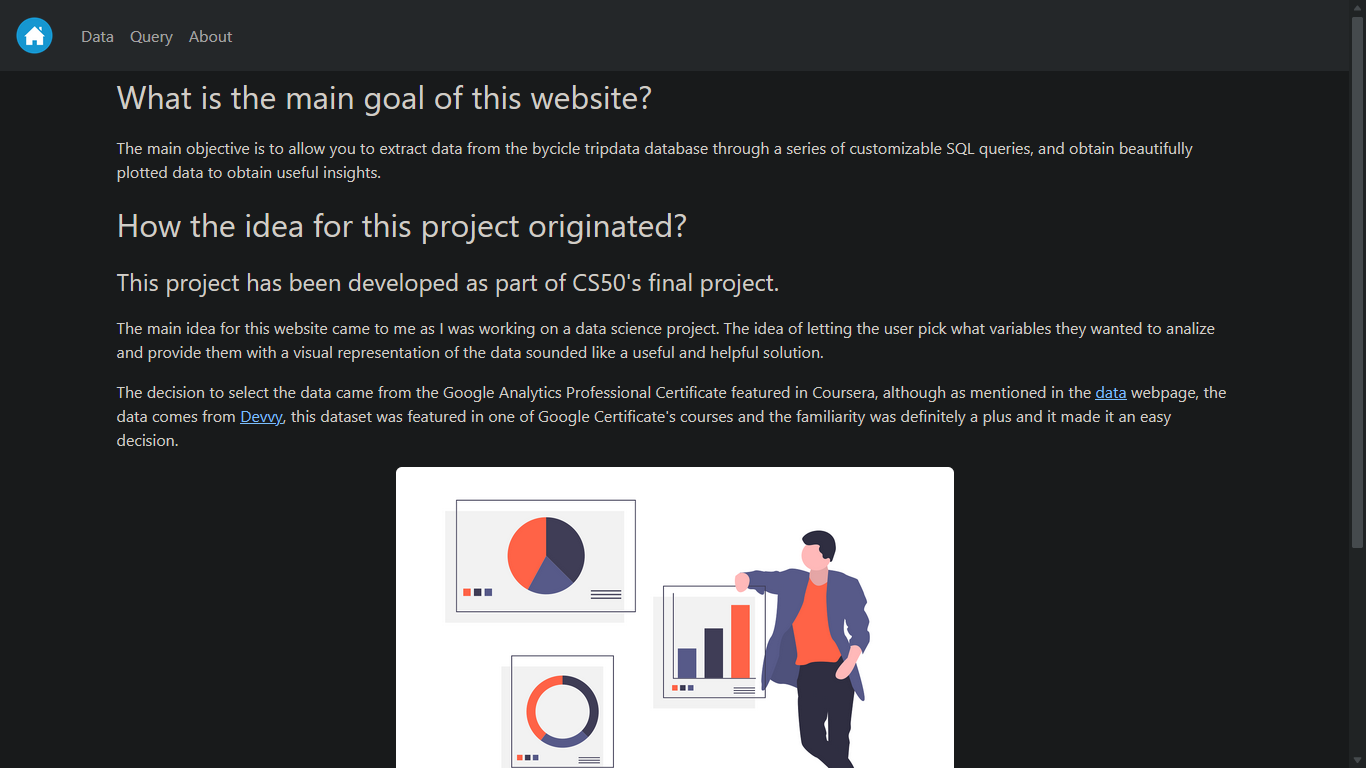 Data Query About
What is the main goal of this website?
The main objective is to allow you to extract data from the bycicle tripdata database through a series of customizable SQL queries, and obtain beautifully
plotted data to obtain useful insights.
How the idea for this project originated?
This project has been developed as part of CS50's final project.
The main idea for this website came to me as I was working on a data science project. The idea of letting the user pick what variables they wanted to analize
and provide them with a visual representation of the data sounded like a useful and helpful solution.
The decision to select the data came from the Google Analytics Professional Certificate featured in Coursera, although as mentioned in the data webpage, the
data comes from Devvy, this dataset was featured in one of Google Certificate's courses and the familiarity was definitely a plus and it made it an easy
decision.